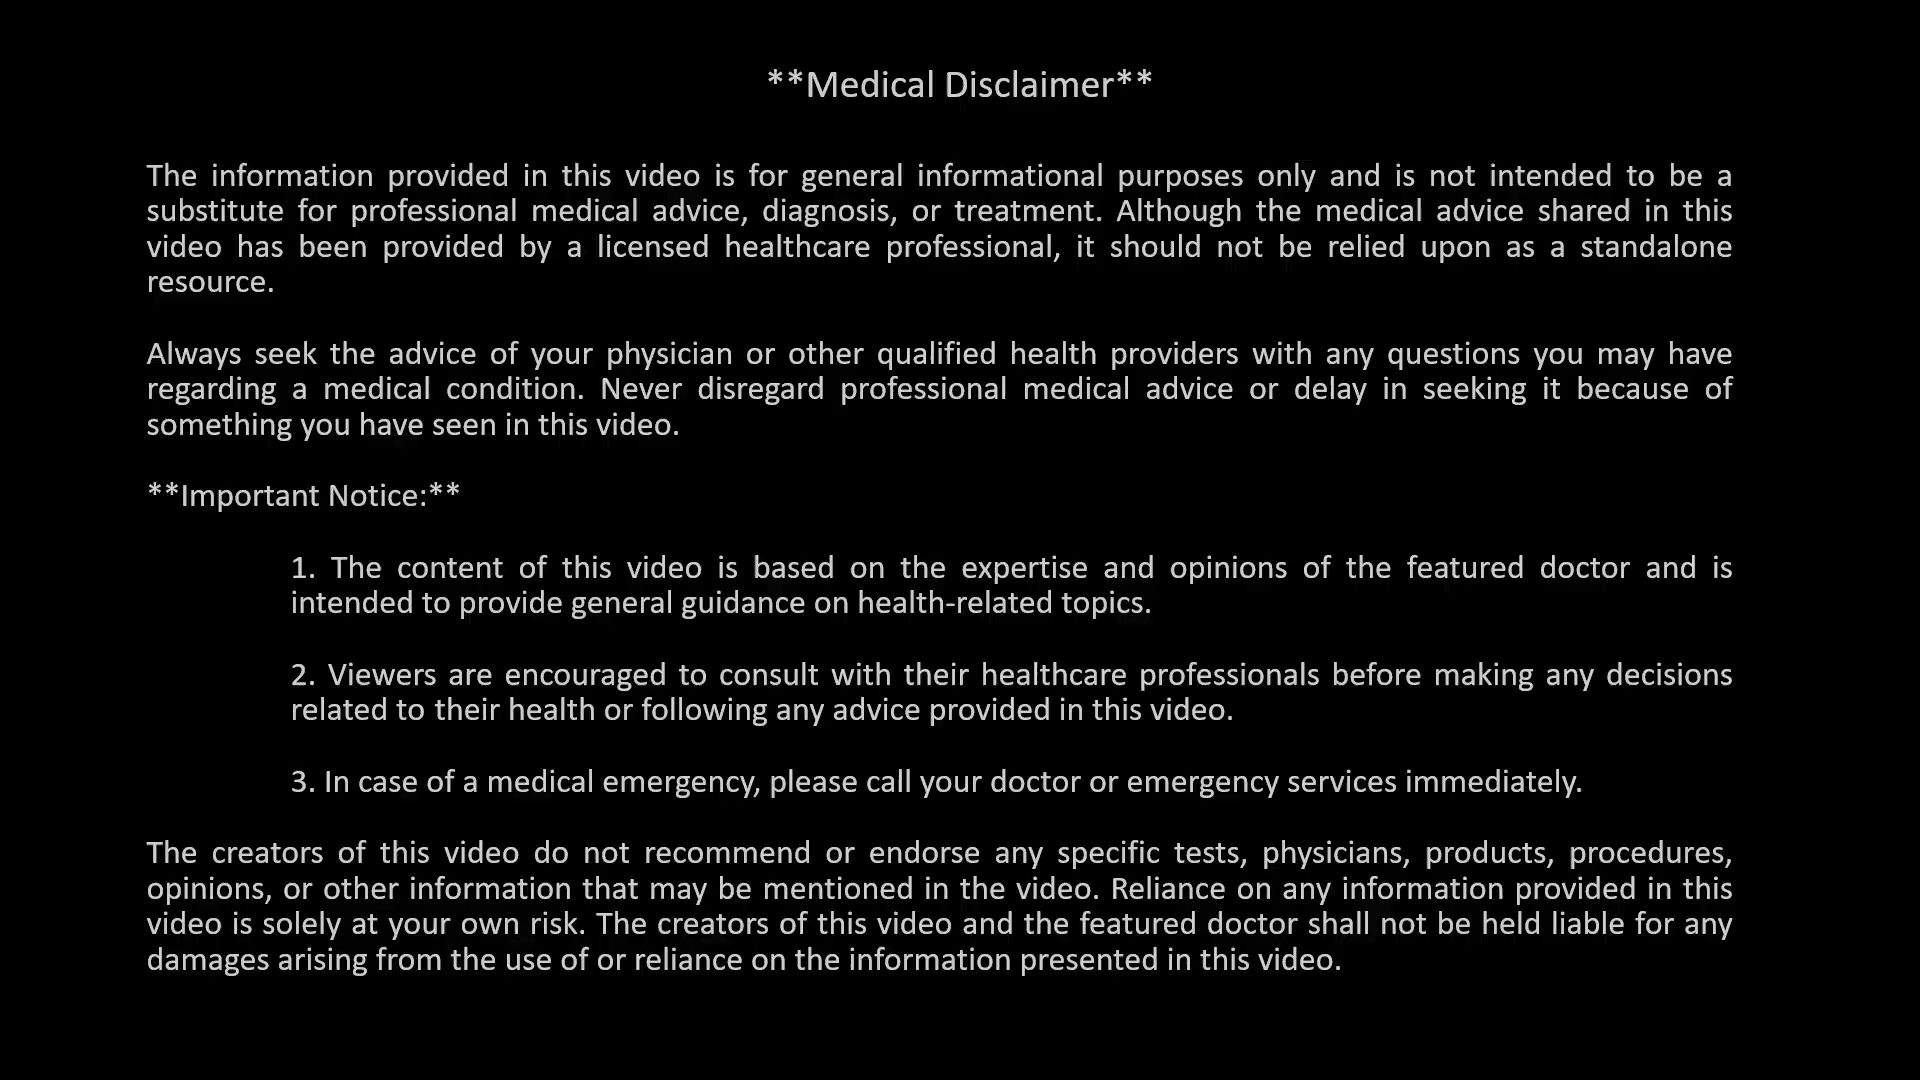 **Medical Disclaimer**
The information provided in this video is for general informational purposes only and is not intended to be a
substitute for professional medical advice, diagnosis, or treatment. Although the medical advice shared in this
video has been provided by a licensed healthcare professional, it should not be relied upon as a standalone
resource.
Always seek the advice of your physician or other qualified health providers with any questions you may have
regarding a medical condition. Never disregard professional medical advice or delay in seeking it because of
something you have seen in this video.
**Important Notice:**
1. The content of this video is based on the expertise and opinions of the featured doctor and is
intended to provide general guidance on health-related topics.
2. Viewers are encouraged to consult with their healthcare professionals before making any decisions
related to their health or following any advice provided in this video.
3. In case of a medical emergency, please call your doctor or emergency services immediately.
The creators of this video do not recommend or endorse any specific tests, physicians, products, procedures,
opinions, or other information that may be mentioned in the video. Reliance on any information provided in this
video is solely at your own risk. The creators of this video and the featured doctor shall not be held liable for any
damages arising from the use of or reliance on the information presented in this video.